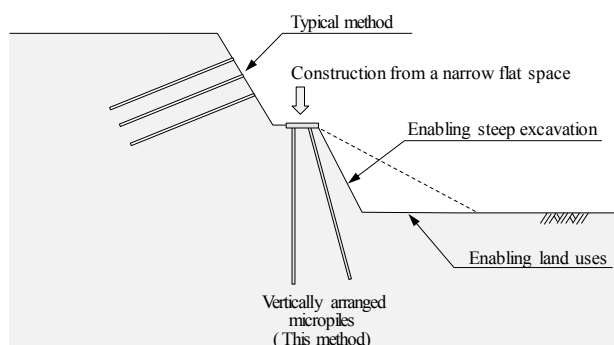 Typical method
Construction from a narrow flat space
Enabling steep excavation
Enabling land uses
Vertically arranged
micropiles
( This method)